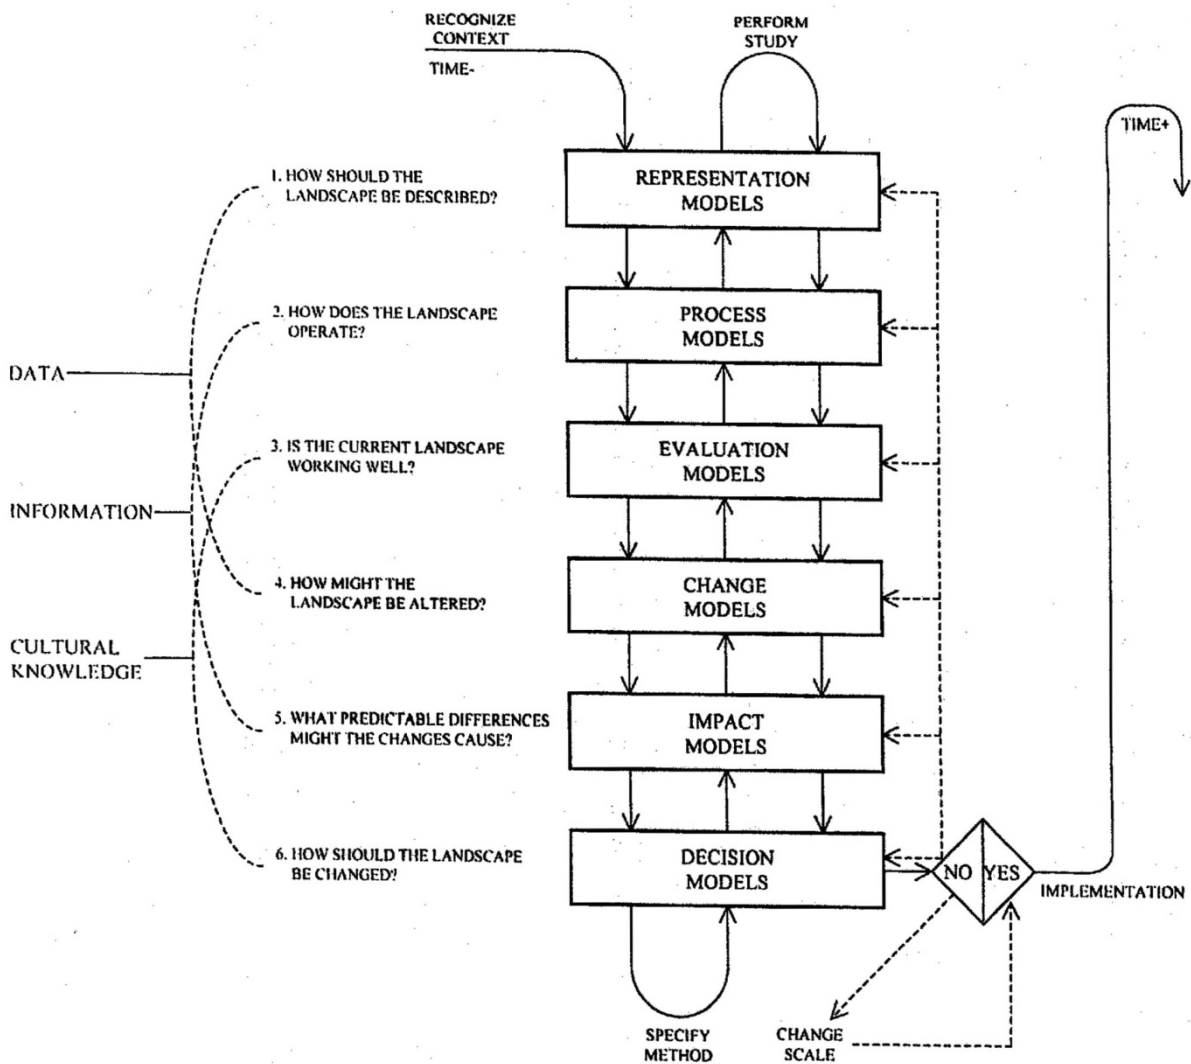 RECOGNIZE
CONTEXT
TIME-
PERFORM
STUDY
TIME+
1. HOW SHOULD THE
LANDSCAPE BE DESCRIBED?
REPRESENTATION
MODELS
2. HOW DOES THE LANDSCAPE
OPERATE?
PROCESS
MODELS
DATA
3. IS THE CURRENT LANDSCAPE
WORKING WELL?
EVALUATION
MODELS
INFORMATION
4. HOW MIGHT THE
LANDSCAPE BE ALTERED?
CHANGE
MODELS
CULTURAL
KNOWLEDGE
5. WHAT PREDICTABLE DIFFERENCES
MIGHT THE CHANGES CAUSE?
IMPACT
MODELS
6. HOW SHOULD THE LANDSCAPE
BE CHANGED?
DECISION
MODELS
NO YES
IMPLEMENTATION
SPECIFY
METHOD
CHANGE
SCALE